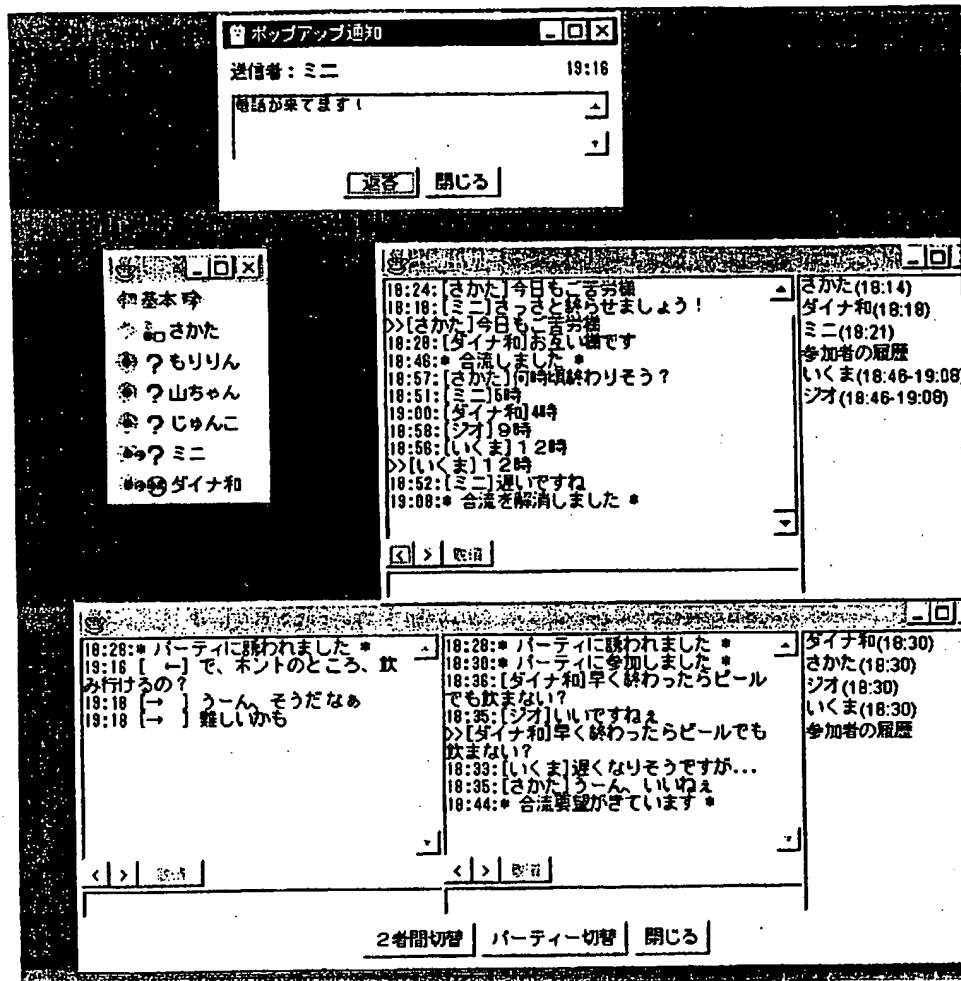 ポップアップ通知
送信者：ミニ 19:16
電話が来てます！
返答 閉じる
基本
さかた
？もりりん
？山ちゃん
？じゅんこ
？ミニ
ダイナ和
18:24:[さかた]今日もご苦労様
18:18:[ミニ]さっさと終らせましょう！
>>[さかた]今日もご苦労様
18:28:[ダイナ和]お互い様です
18:46:* 合流しました *
18:57:[さかた]何時頃終わりそう？
18:51:[ミニ]5時
19:00:[ダイナ和]4時
18:58:[ジオ]９時
18:56:[いくま]１２時
>>[いくま]１２時
18:52:[ミニ]遅いですね
19:08:* 合流を解消しました *
< > 取消
さかた(18:14)
ダイナ和(18:18)
ミニ(18:21)
参加者の履歴
いくま(18:46-19:08)
ジオ(18:46-19:08)
18:28:* パーティに誘われました *
19:16 [ ←] で、ホントのところ、飲
み行けるの？
19:18 [→ ] うーん、そうだなぁ
19:18 [→ ] 難しいかも
< > 取消
18:28:* パーティに誘われました *
18:30:* パーティに参加しました *
18:36:[ダイナ和]早く終わったらビール
でも飲まない？
18:35:[ジオ]いいですねぇ
>>[ダイナ和]早く終わったらビールでも
飲まない？
18:33:[いくま]遅くなりそうですが...
18:35:[さかた]うーん、いいねぇ
18:44:* 合流要望がきています *
< > 取消
ダイナ和(18:30)
さかた(18:30)
ジオ(18:30)
いくま(18:30)
参加者の履歴
２者間切替 パーティー切替 閉じる